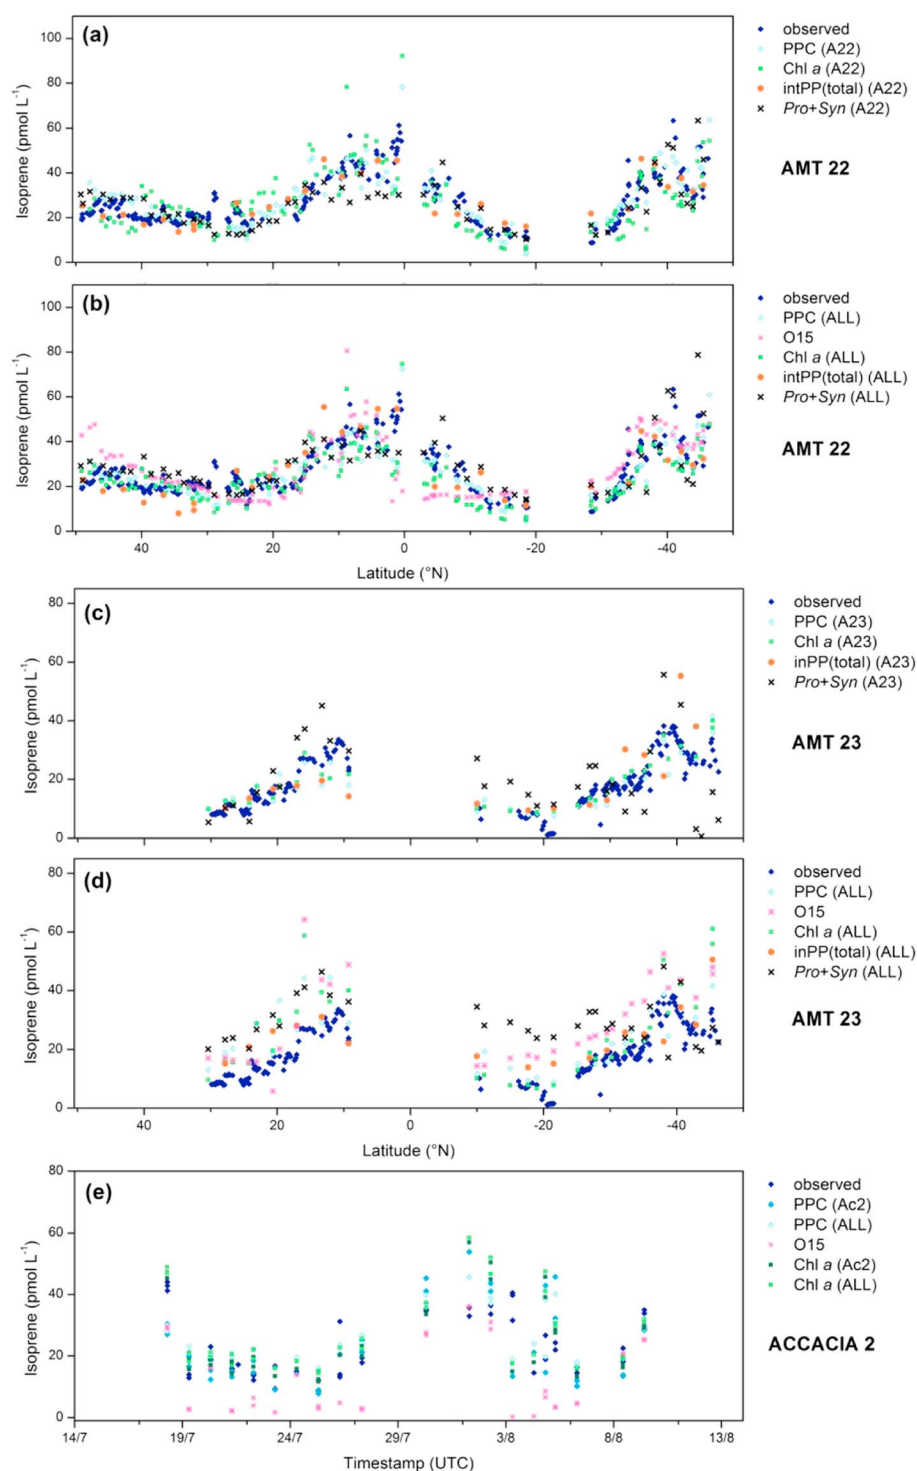 (a)
100
80
60
40
20
0
Isoprene (pmol L⁻¹)
observed
PPC (A22)
Chl a (A22)
intPP(total) (A22)
Pro+Syn (A22)
AMT 22
(b)
100
80
60
40
20
0
Isoprene (pmol L⁻¹)
40 20 0 -20 -40
Latitude (°N)
observed
PPC (ALL)
O15
Chl a (ALL)
intPP(total) (ALL)
Pro+Syn (ALL)
AMT 22
(c)
80
60
40
20
0
Isoprene (pmol L⁻¹)
observed
PPC (A23)
Chl a (A23)
inPP(total) (A23)
Pro+Syn (A23)
AMT 23
(d)
80
60
40
20
0
Isoprene (pmol L⁻¹)
40 20 0 -20 -40
Latitude (°N)
observed
PPC (ALL)
O15
Chl a (ALL)
inPP(total) (ALL)
Pro+Syn (ALL)
AMT 23
(e)
80
60
40
20
0
Isoprene (pmol L⁻¹)
14/7 19/7 24/7 29/7 3/8 8/8 13/8
Timestamp (UTC)
observed
PPC (Ac2)
PPC (ALL)
O15
Chl a (Ac2)
Chl a (ALL)
ACCACIA 2